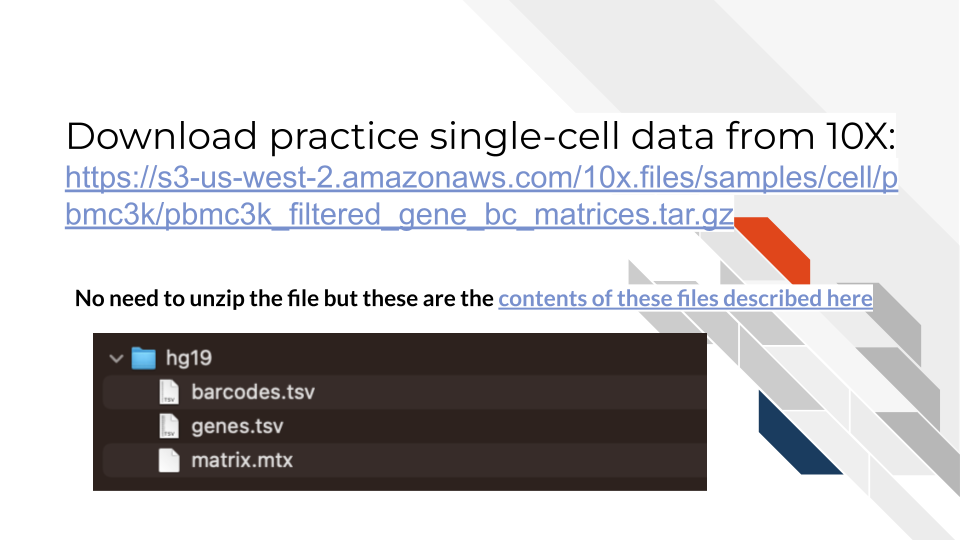 Download practice single-cell data from 10X:
https://s3-us-west-2.amazonaws.com/10x.files/samples/cell/p
bmc3k/pbmc3k_filtered_gene_bc_matrices.tar.gz
No need to unzip the file but these are the contents of these files described here
hg19
TSV barcodes.tsv
TSV genes.tsv
matrix.mtx